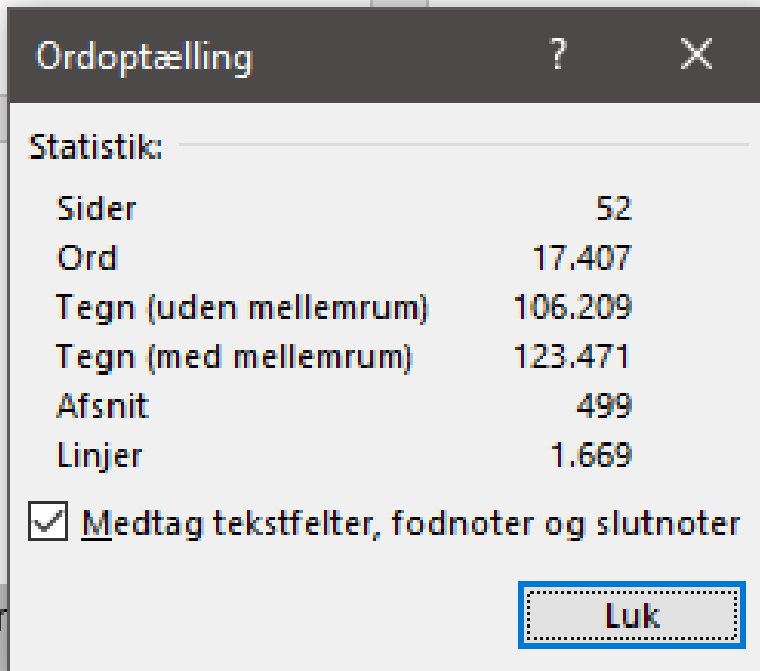 Ordoptælling ?
Statistik:
Sider 52
Ord 17.407
Tegn (uden mellemrum) 106.209
Tegn (med mellemrum) 123.471
Afsnit 499
Linjer 1.669
Medtag tekstfelter, fodnoter og slutnoter
Luk